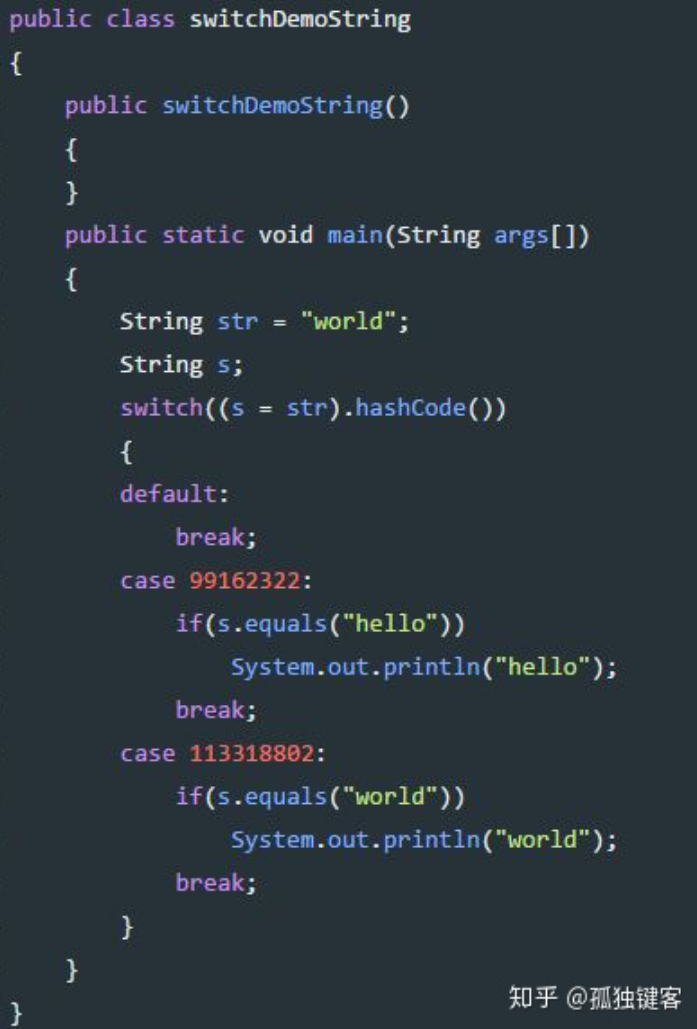 public class switchDemoString
{
    public switchDemoString()
    {
    }
    public static void main(String args[])
    {
        String str = "world";
        String s;
        switch((s = str).hashCode())
        {
        default:
            break;
        case 99162322:
            if(s.equals("hello"))
                System.out.println("hello");
            break;
        case 113318802:
            if(s.equals("world"))
                System.out.println("world");
            break;
        }
    }
}
知乎 @孤独键客